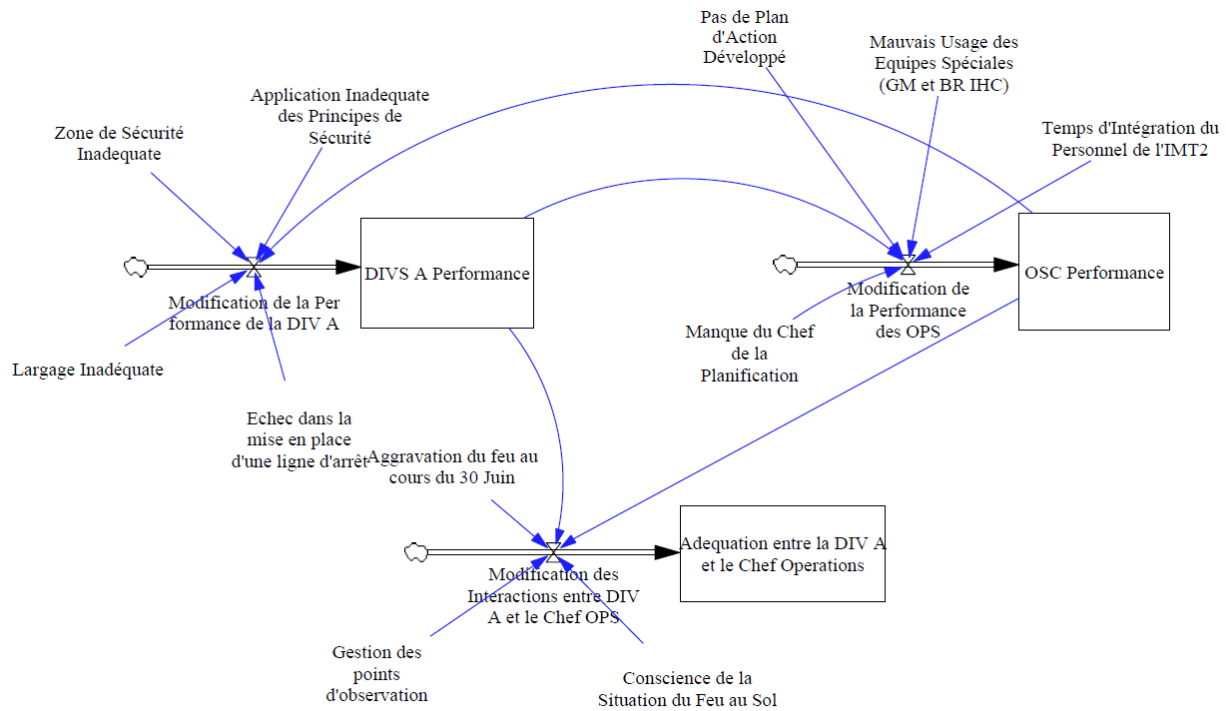 Pas de Plan
d'Action
Développé
Mauvais Usage des
Equipes Spéciales
(GM et BR IHC)
Application Inadequate
des Principes de
Sécurité
Zone de Sécurité
Inadequate
Temps d'Intégration du
Personnel de l'IMT2
DIVS A Performance
OSC Performance
Modification de la Per
formance de la DIV A
Modification de
la Performance
des OPS
Largage Inadéquate
Manque du Chef
de la
Planification
Echec dans la
mise en place
d'une ligne d'arrêt
Aggravation du feu au
cours du 30 Juin
Adequation entre la DIV A
et le Chef Operations
Modification des
Interactions entre DIV
A et le Chef OPS
Gestion des
points
d'observation
Conscience de la
Situation du Feu au Sol